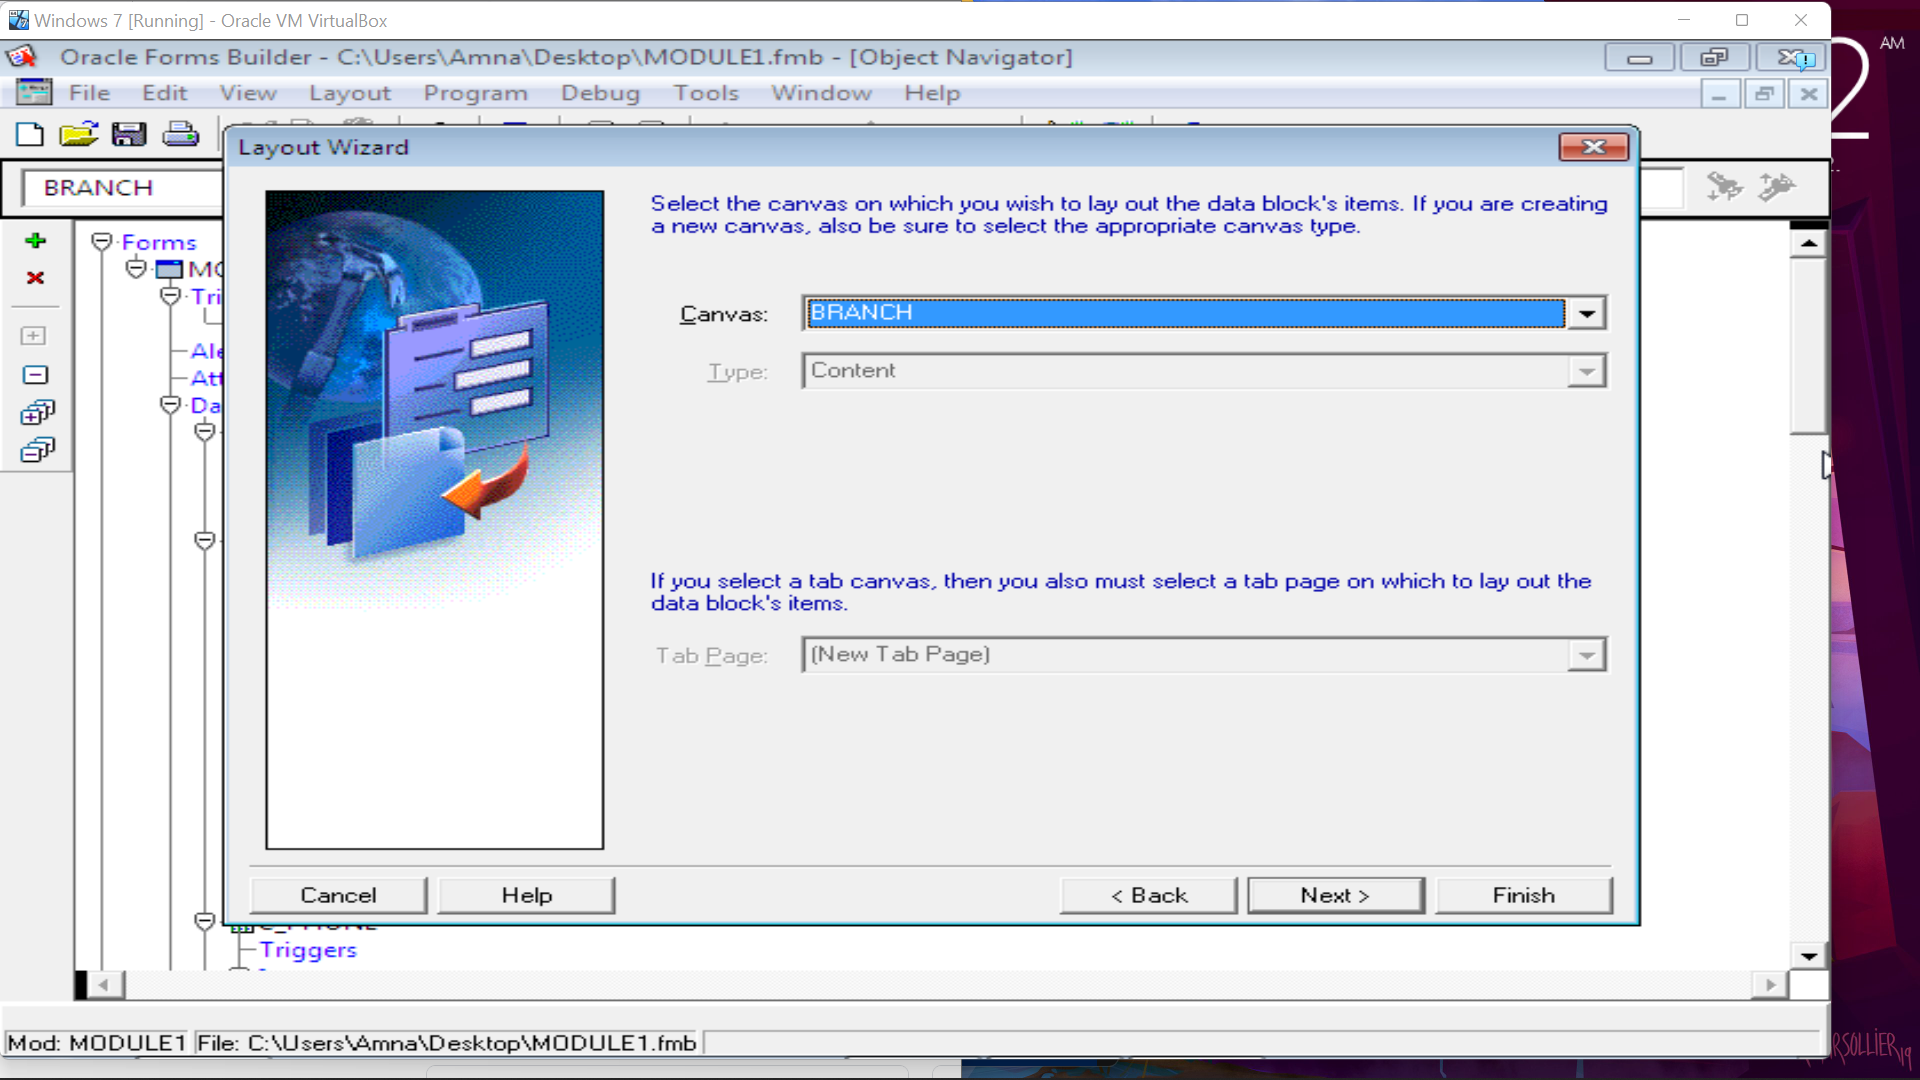 Windows 7 [Running] - Oracle VM VirtualBox
AM
2
Oracle Forms Builder - C:\Users\Amna\Desktop\MODULE1.fmb - [Object Navigator]
File Edit View Layout Program Debug Tools Window Help
Layout Wizard
BRANCH
Select the canvas on which you wish to lay out the data block's items. If you are creating
a new canvas, also be sure to select the appropriate canvas type.
Forms
Canvas: BRANCH
Type: Content
If you select a tab canvas, then you also must select a tab page on which to lay out the
data block's items.
Tab Page: (New Tab Page)
Cancel Help < Back Next > Finish
Triggers
Mod: MODULE1 File: C:\Users\Amna\Desktop\MODULE1.fmb